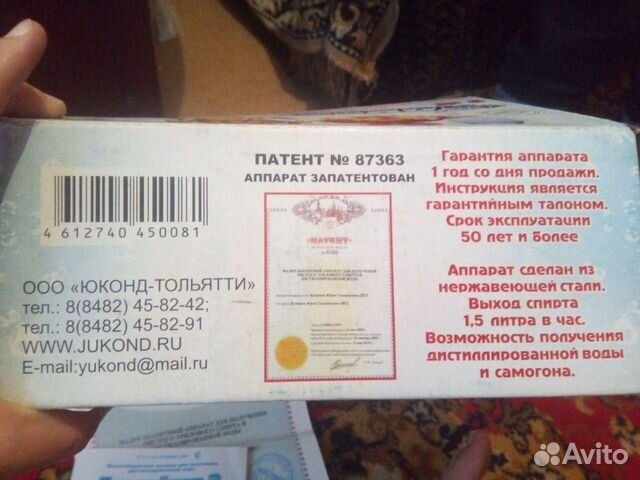 ПАТЕНТ № 87363
АППАРАТ ЗАПАТЕНТОВАН
4 612740 450081
ООО «ЮКОНД-ТОЛЬЯТТИ»
тел.: 8(8482) 45-82-42;
тел.: 8(8482) 45-82-91
WWW.JUKOND.RU
E-mail:yukond@mail.ru
ПАТЕНТ
№ 87363
Гарантия аппарата
1 год со дня продажи.
Инструкция является
гарантийным талоном.
Срок эксплуатации
50 лет и более
Аппарат сделан из
нержавеющей стали.
Выход спирта
1,5 литра в час.
Возможность получения
дистиллированной воды
и самогона.
Avito